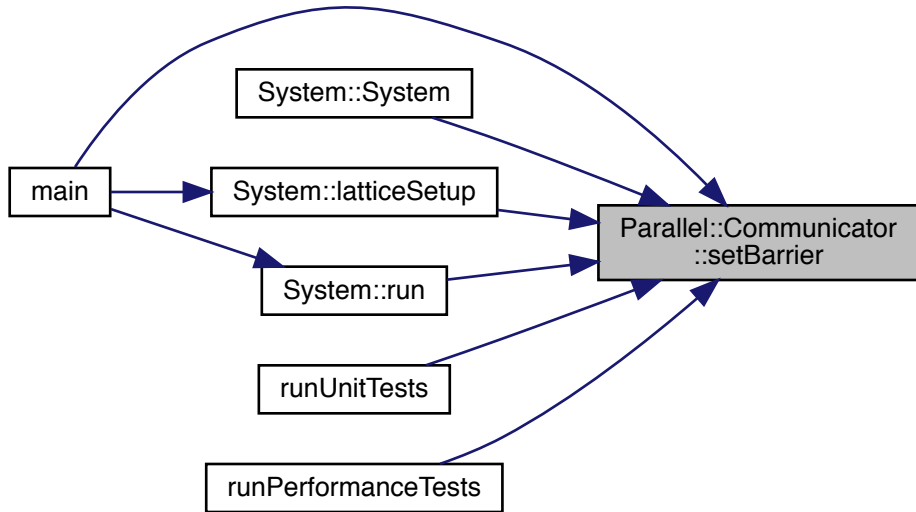 main
System::System
System::latticeSetup
System::run
runUnitTests
runPerformanceTests
Parallel::Communicator
::setBarrier